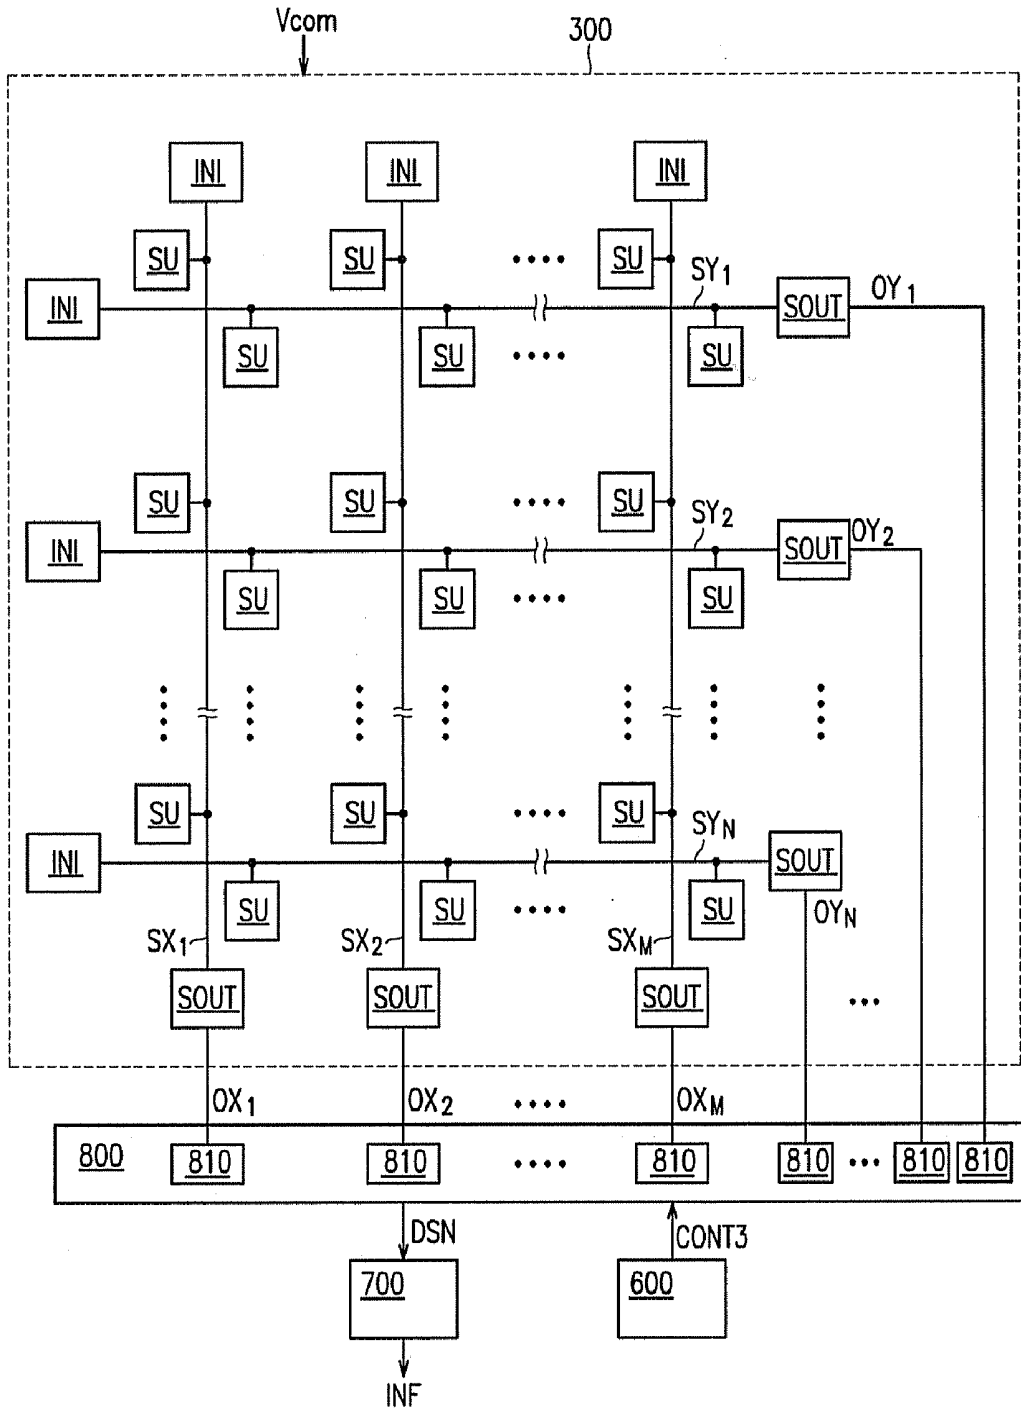 Vcom 300
INI INI INI
SU SU SU
SY1 OY1
INI SOUT
SU SU SU
SU SU SU
SY2 OY2
INI SOUT
SU SU SU
SU SU SU
SYN
INI SOUT
SU SU SU OYN
SX1 SX2 SXM
SOUT SOUT SOUT
OX1 OX2 OXM
800 810 810 810 810 810 810
DSN CONT3
700 600
INF